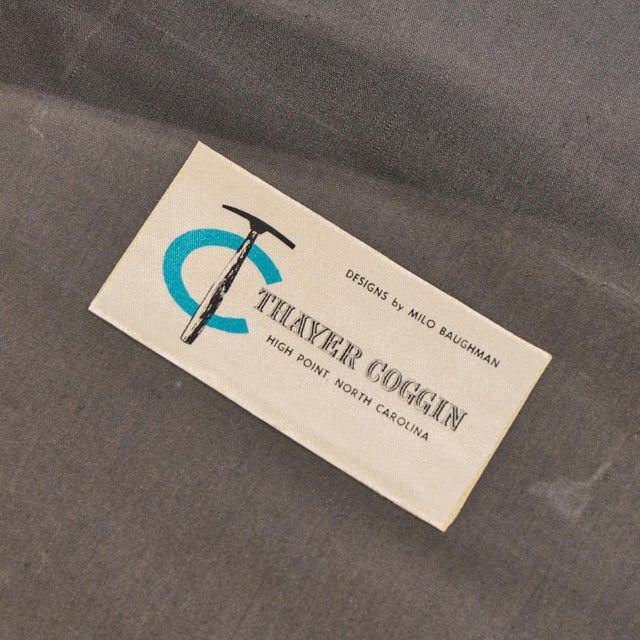 DESIGNS by MILO BAUGHMAN
THAYER COGGIN
HIGH POINT, NORTH CAROLINA